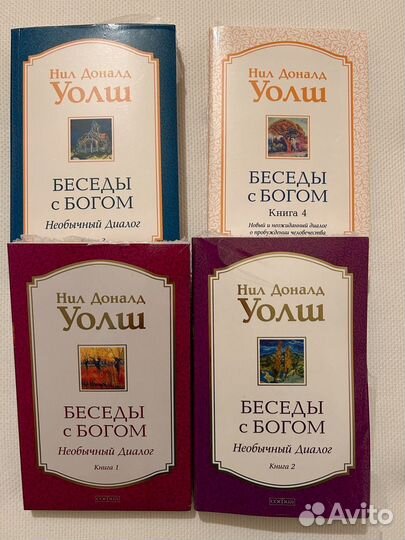 Нил Доналд
Уолш
БЕСЕДЫ
с БОГОМ
Необычный Диалог
Нил Доналд
Уолш
БЕСЕДЫ
с БОГОМ
Книга 4
Новый и неожиданный диалог
о пробуждении человечества
Нил Доналд
Уолш
БЕСЕДЫ
с БОГОМ
Необычный Диалог
Книга 1
СОФИЯ
Нил Доналд
Уолш
БЕСЕДЫ
с БОГОМ
Необычный Диалог
Книга 2
СОФИЯ
Avito